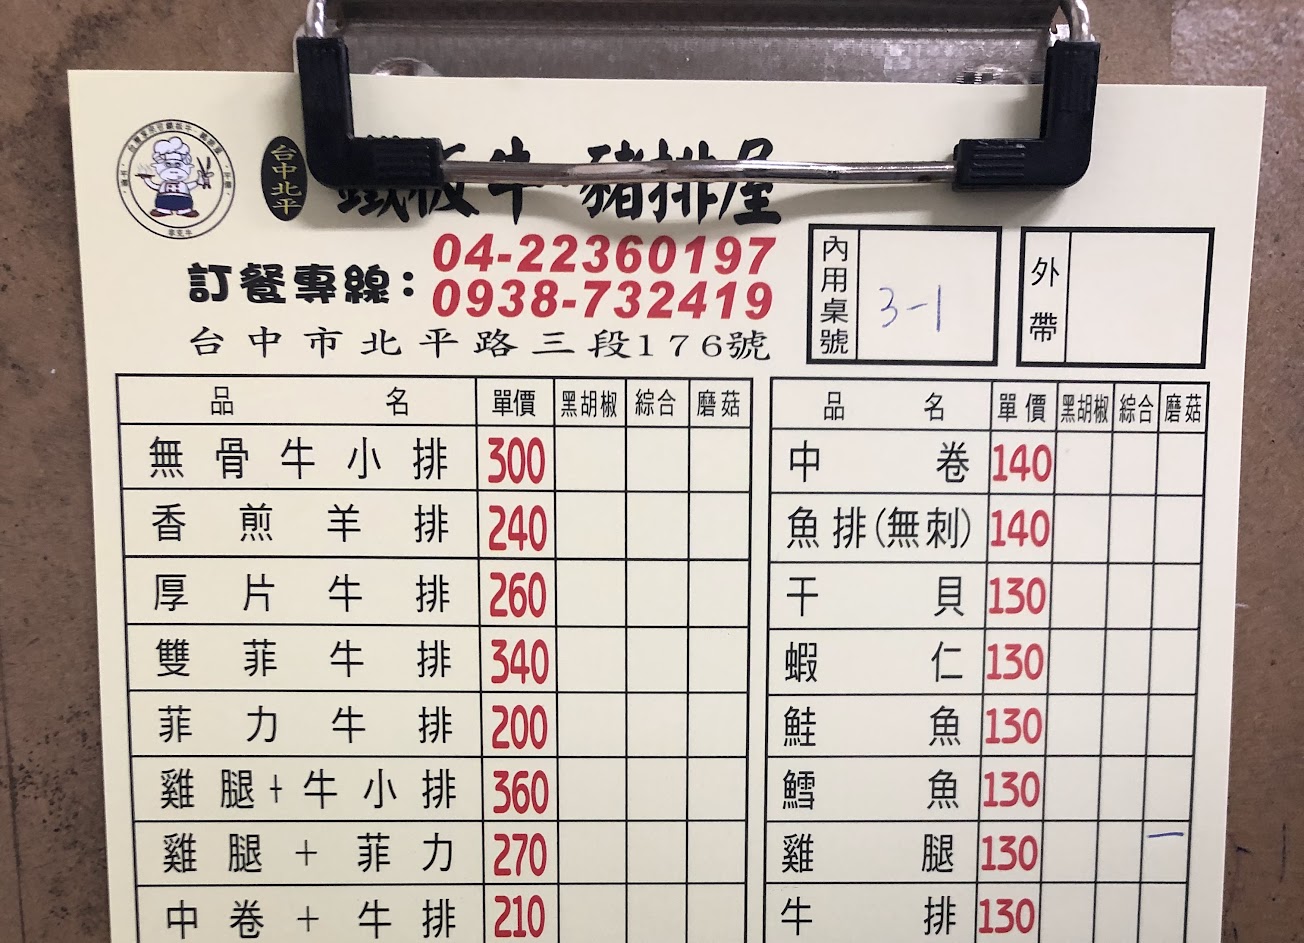 台中北平
鐵板牛·豬排屋
訂餐專線：
04-22360197
0938-732419
台中市北平路三段176號
內用桌號 3-1
外帶
品名 單價 黑胡椒 綜合 磨菇
無骨牛小排 300
香煎羊排 240
厚片牛排 260
雙菲牛排 340
菲力牛排 200
雞腿+牛小排 360
雞腿+菲力 270
中卷+牛排 210
品名 單價 黑胡椒 綜合 磨菇
中卷 140
魚排(無刺) 140
干貝 130
蝦仁 130
鮭魚 130
鱈魚 130
雞腿 130 一
牛排 130